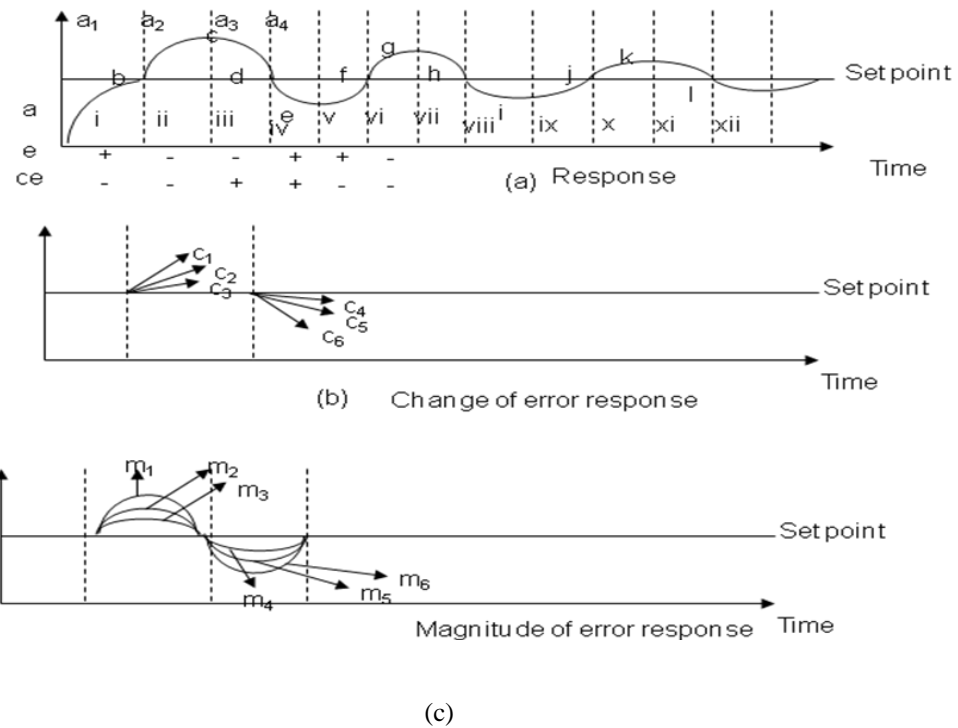 a₁ a₂ a₃ a₄
c
g
k
b d f h j
Set point
a
i ii iii iv e v vi vii viii i ix x xi xii
l
e + - - + + -
Time
ce - - + + - -
(a) Response
c₁
c₂
c₃
Set point
c₄
c₅
c₆
Time
(b) Change of error response
m₁ m₂
m₃
Set point
m₆
m₅
m₄
Magnitude of error response Time
(c)